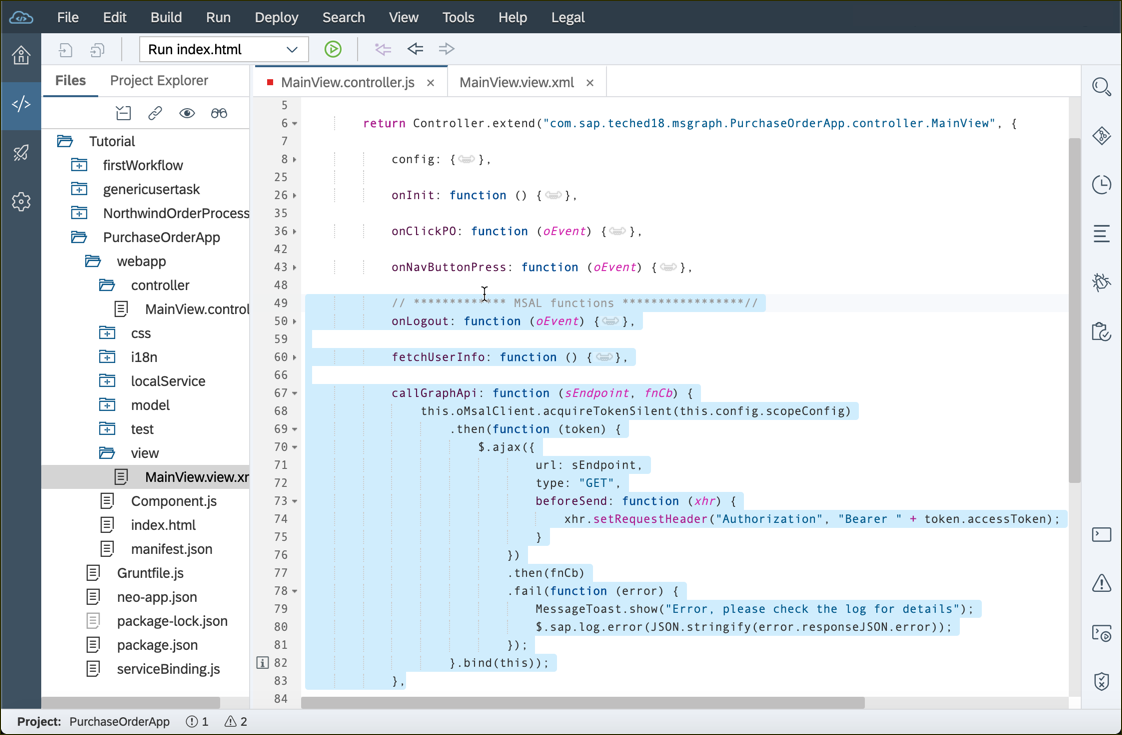 File Edit Build Run Deploy Search View Tools Help Legal
Run index.html
Files Project Explorer
Tutorial
firstWorkflow
genericusertask
NorthwindOrderProcess
PurchaseOrderApp
webapp
controller
MainView.control
css
i18n
localService
model
test
view
MainView.view.xr
Component.js
index.html
manifest.json
Gruntfile.js
neo-app.json
package-lock.json
package.json
serviceBinding.js
MainView.controller.js × MainView.view.xml ×
5
6 return Controller.extend("com.sap.teched18.msgraph.PurchaseOrderApp.controller.MainView", {
7
8 config: {},
25
26 onInit: function () {},
35
36 onClickPO: function (oEvent) {},
42
43 onNavButtonPress: function (oEvent) {},
48
49 // ************* MSAL functions *****************//
50 onLogout: function (oEvent) {},
59
60 fetchUserInfo: function () {},
66
67 callGraphApi: function (sEndpoint, fnCb) {
68 this.oMsalClient.acquireTokenSilent(this.config.scopeConfig)
69 .then(function (token) {
70 $.ajax({
71 url: sEndpoint,
72 type: "GET",
73 beforeSend: function (xhr) {
74 xhr.setRequestHeader("Authorization", "Bearer " + token.accessToken);
75 }
76 })
77 .then(fnCb)
78 .fail(function (error) {
79 MessageToast.show("Error, please check the log for details");
80 $.sap.log.error(JSON.stringify(error.responseJSON.error));
81 });
82 }.bind(this));
83 },
84
Project: PurchaseOrderApp 1 2